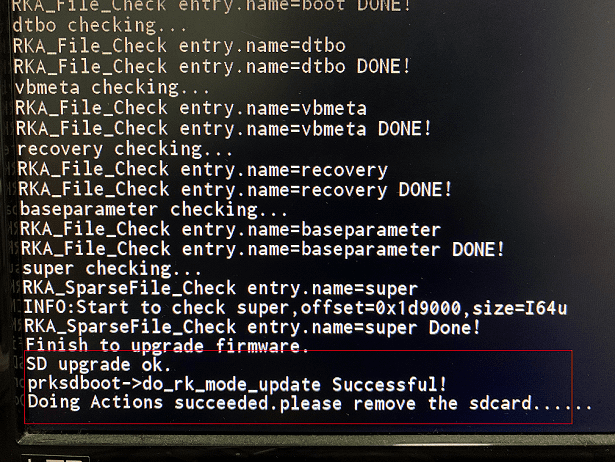 RKA_File_Check entry.name=boot DONE!
dtbo checking...
RKA_File_Check entry.name=dtbo
RKA_File_Check entry.name=dtbo DONE!
vbmeta checking...
RKA_File_Check entry.name=vbmeta
RKA_File_Check entry.name=vbmeta DONE!
recovery checking...
RKA_File_Check entry.name=recovery
RKA_File_Check entry.name=recovery DONE!
baseparameter checking...
RKA_File_Check entry.name=baseparameter
RKA_File_Check entry.name=baseparameter DONE!
super checking...
RKA_SparseFile_Check entry.name=super
INFO:Start to check super,offset=0x1d9000,size=I64u
RKA_SparseFile_Check entry.name=super Done!
Finish to upgrade firmware.
SD upgrade ok.
prksdboot->do_rk_mode_update Successful!
Doing Actions succeeded.please remove the sdcard......